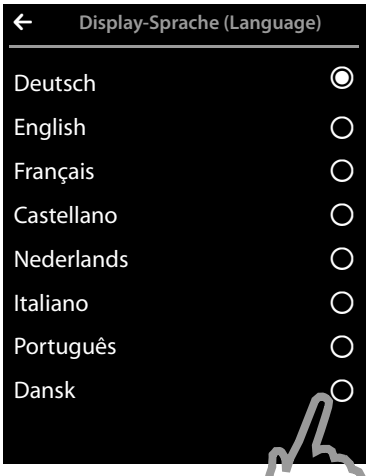 Display-Sprache (Language)
Deutsch
English
Français
Castellano
Nederlands
Italiano
Português
Dansk